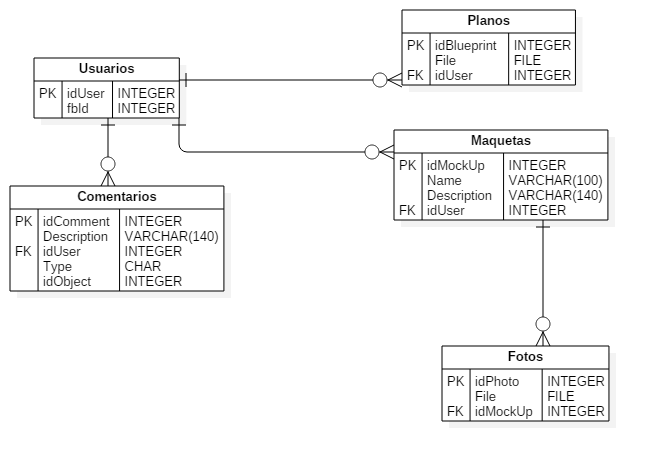 Planos
PK idBlueprint INTEGER
File FILE
FK idUser INTEGER
Usuarios
PK idUser INTEGER
fbId INTEGER
Maquetas
PK idMockUp INTEGER
Name VARCHAR(100)
Description VARCHAR(140)
FK idUser INTEGER
Comentarios
PK idComment INTEGER
Description VARCHAR(140)
FK idUser INTEGER
Type CHAR
idObject INTEGER
Fotos
PK idPhoto INTEGER
File FILE
FK idMockUp INTEGER